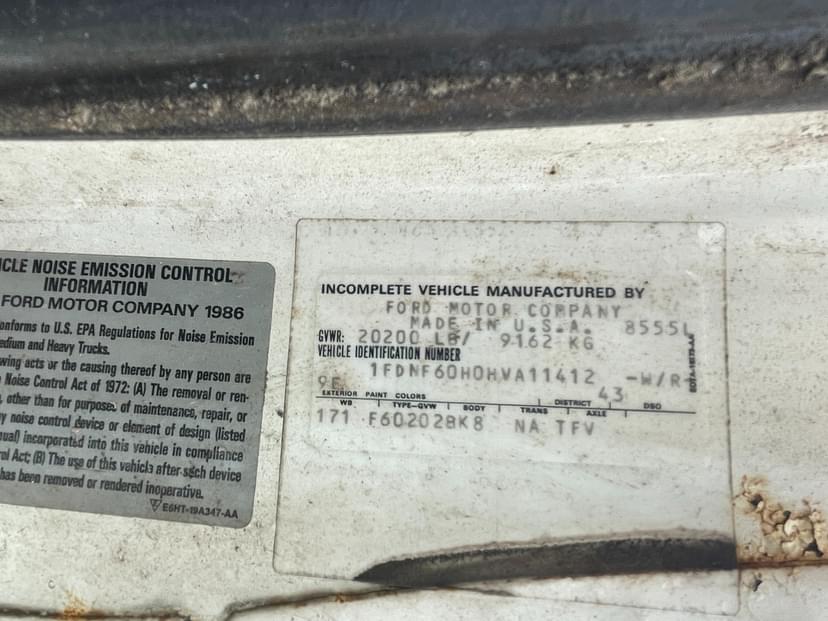 CLE NOISE EMISSION CONTROL
INFORMATION
FORD MOTOR COMPANY 1986
onforms to U.S. EPA Regulations for Noise Emission
edium and Heavy Trucks.
wing acts or the causing thereof by any person are
Noise Control Act of 1972: (A) The removal or ren-
, other than for purposes of maintenance, repair, or
y noise control device or element of design (listed
nual) incorporated into this vehicle in compliance
rol Act; (B) The use of this vehicle after such device
has been removed or rendered inoperative.
E6HT-19A347-AA
INCOMPLETE VEHICLE MANUFACTURED BY
FORD MOTOR COMPANY
MADE IN U.S.A. 8555L
GVWR: 20200 LB/ 9162 KG
VEHICLE IDENTIFICATION NUMBER
1FDNF60H0HVA11412 -W/R-
9E 43
EXTERIOR PAINT COLORS DISTRICT
WB TYPE-GVW BODY TRANS AXLE DSO
171 F602028K8 NA TFV